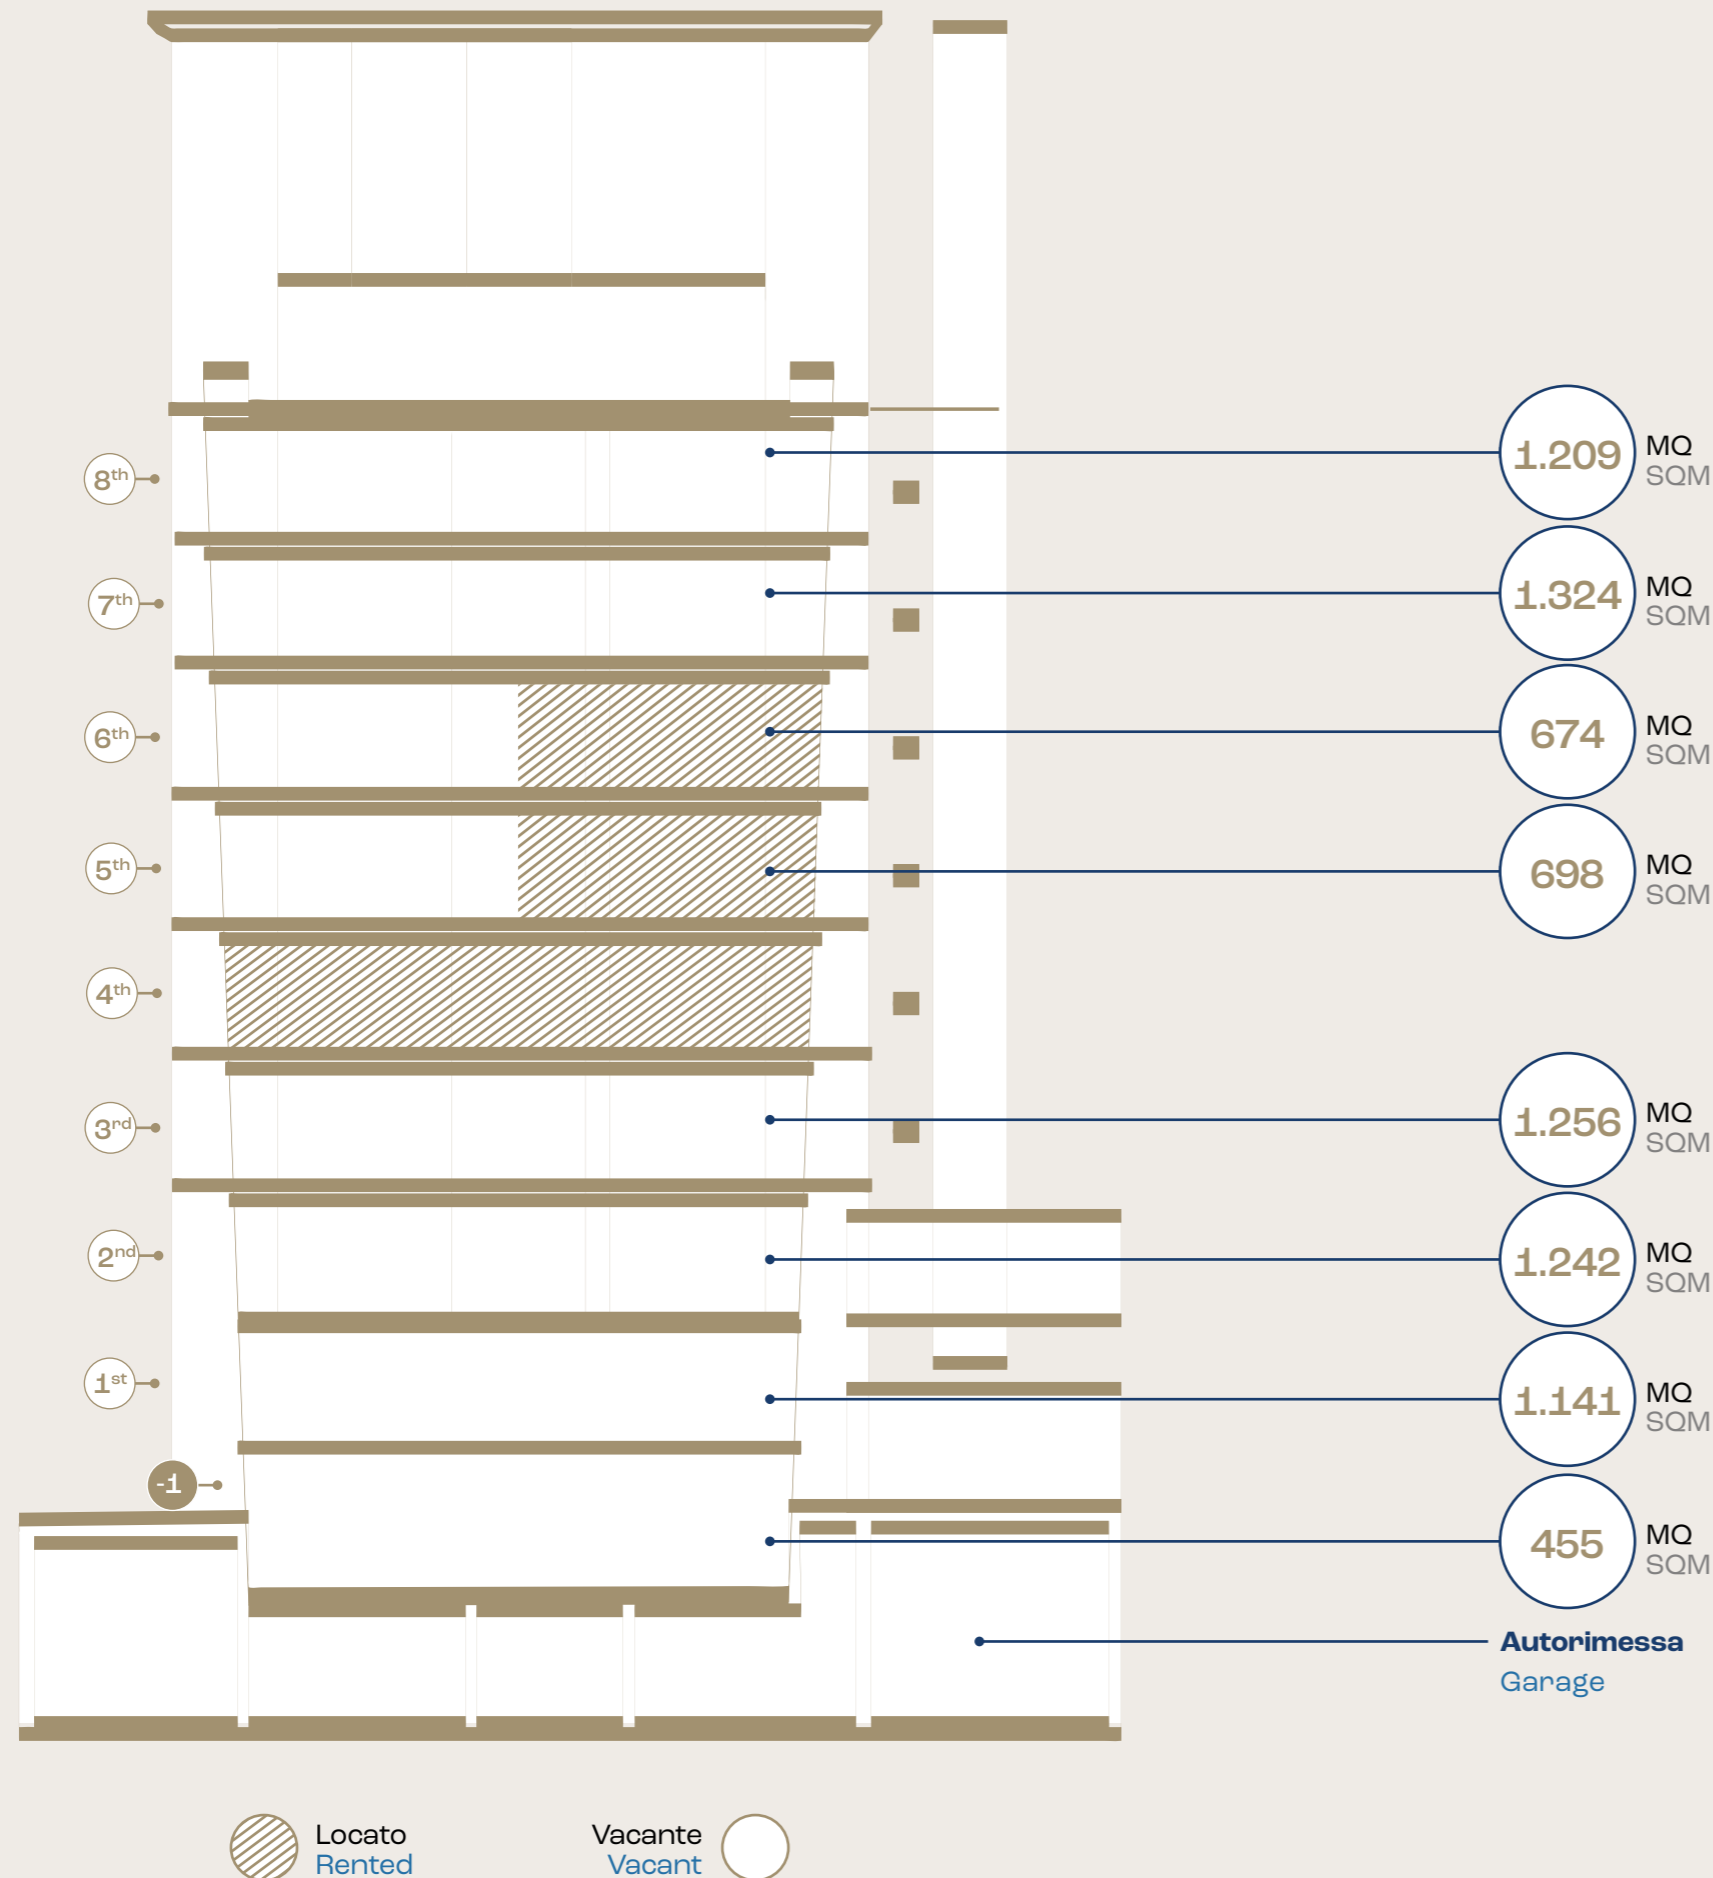 8th
1.209 MQ
SQM
7th
1.324 MQ
SQM
6th
674 MQ
SQM
5th
698 MQ
SQM
4th
3rd
1.256 MQ
SQM
2nd
1.242 MQ
SQM
1st
1.141 MQ
SQM
-1
455 MQ
SQM
Autorimessa
Garage
Locato
Rented
Vacante
Vacant